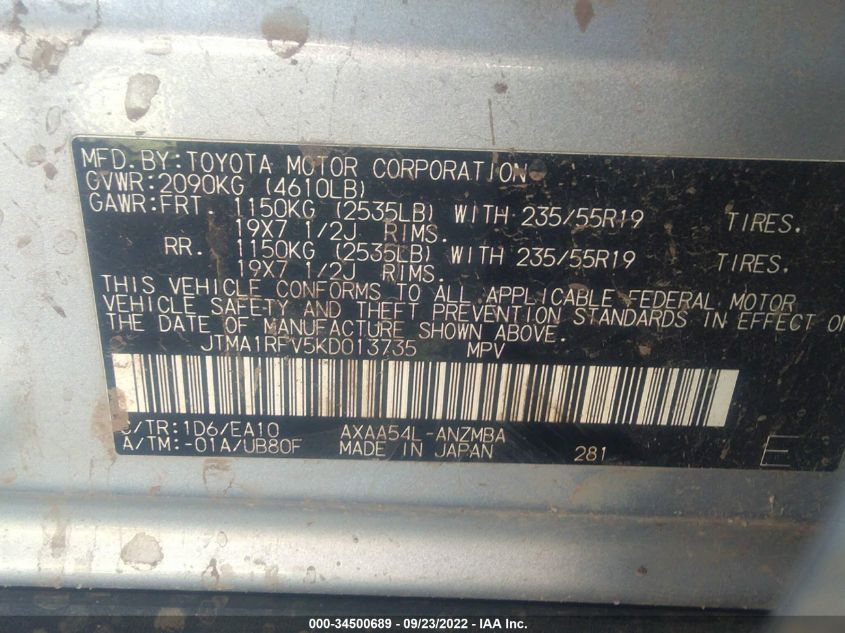 MFD. BY: TOYOTA MOTOR CORPORATION
GVWR: 2090KG (4610LB)
GAWR: FRT. 1150KG (2535LB) WITH 235/55R19 TIRES.
19X7 1/2J RIMS.
RR. 1150KG (2535LB) WITH 235/55R19 TIRES.
19X7 1/2J RIMS.
THIS VEHICLE CONFORMS TO ALL APPLICABLE FEDERAL MOTOR
VEHICLE SAFETY AND THEFT PREVENTION STANDARDS IN EFFECT ON
THE DATE OF MANUFACTURE SHOWN ABOVE.
JTMA1RFV5KD013735 MPV
C/TR: 1D6/EA10 AXAA54L-ANZMBA
A/TM: -01A/UB80F MADE IN JAPAN 281 E
000-34500689 / 09/23/2022 / IAA Inc.